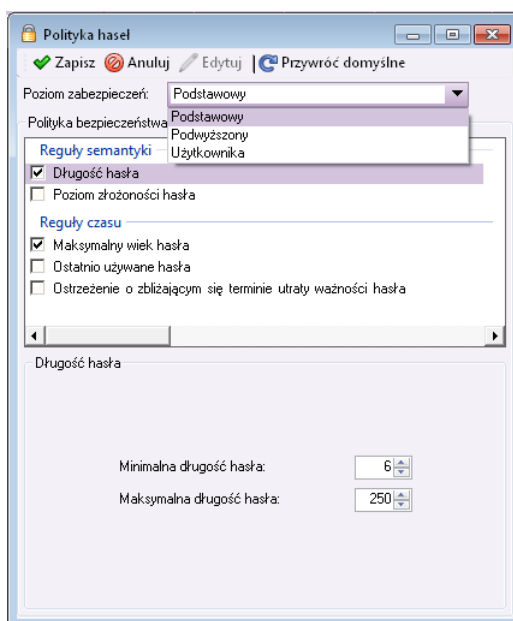 Polityka haseł
Zapisz Anuluj Edytuj Przywróć domyślne
Poziom zabezpieczeń: Podstawowy
Podstawowy
Podwyższony
Użytkownika
Polityka bezpieczeństwa
Reguły semantyki
Długość hasła
Poziom złożoności hasła
Reguły czasu
Maksymalny wiek hasła
Ostatnio używane hasła
Ostrzeżenie o zbliżającym się terminie utraty ważności hasła
Długość hasła
Minimalna długość hasła: 6
Maksymalna długość hasła: 250